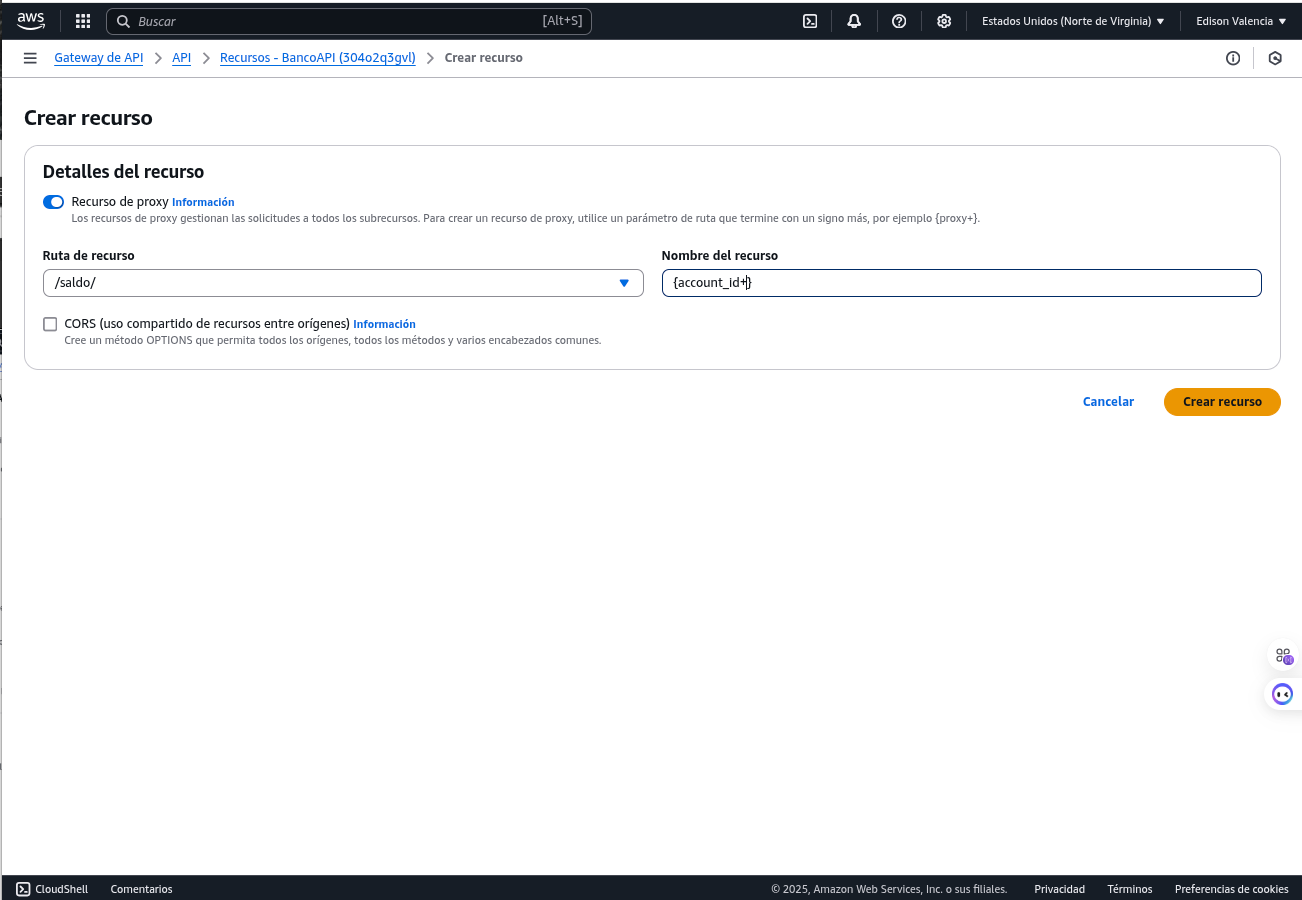 aws Buscar [Alt+S] Estados Unidos (Norte de Virginia) Edison Valencia
Gateway de API API Recursos - BancoAPI (304o2q3gvl) Crear recurso
Crear recurso
Detalles del recurso
Recurso de proxy Información
Los recursos de proxy gestionan las solicitudes a todos los subrecursos. Para crear un recurso de proxy, utilice un parámetro de ruta que termine con un signo más, por ejemplo {proxy+}.
Ruta de recurso Nombre del recurso
/saldo/ {account_id+}
CORS (uso compartido de recursos entre orígenes) Información
Cree un método OPTIONS que permita todos los orígenes, todos los métodos y varios encabezados comunes.
Cancelar Crear recurso
CloudShell Comentarios © 2025, Amazon Web Services, Inc. o sus filiales. Privacidad Términos Preferencias de cookies